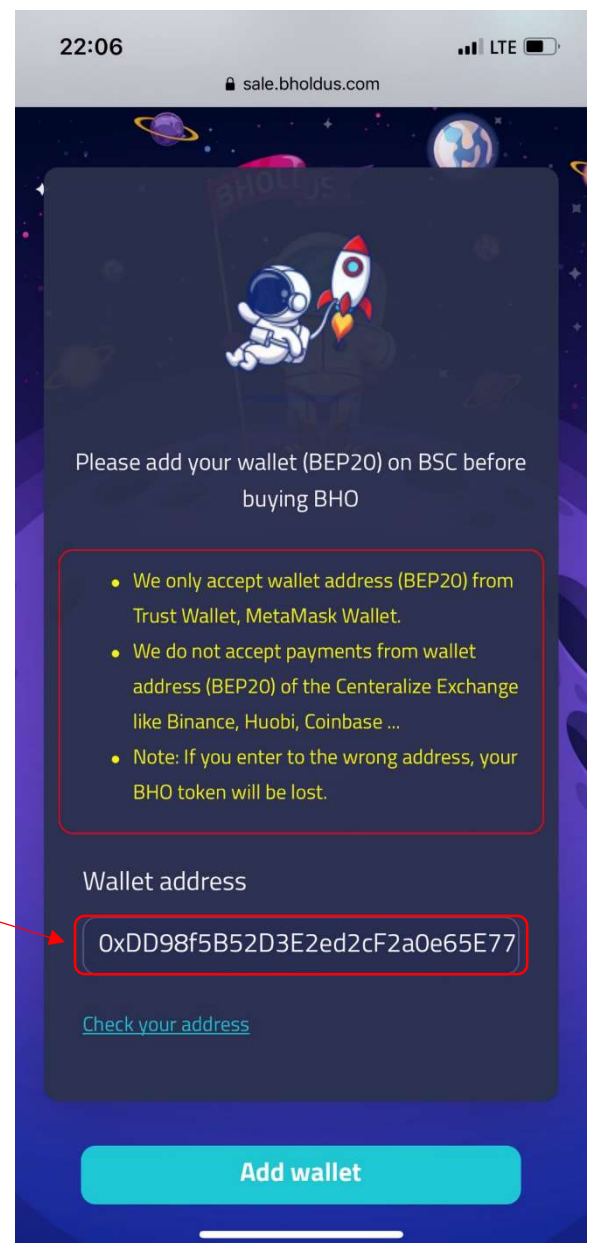 22:06
LTE
sale.bholdus.com
BHOLDUS
Please add your wallet (BEP20) on BSC before
buying BHO
• We only accept wallet address (BEP20) from
Trust Wallet, MetaMask Wallet.
• We do not accept payments from wallet
address (BEP20) of the Centeralize Exchange
like Binance, Huobi, Coinbase ...
• Note: If you enter to the wrong address, your
BHO token will be lost.
Wallet address
0xDD98f5B52D3E2ed2cF2a0e65E77
Check your address
Add wallet